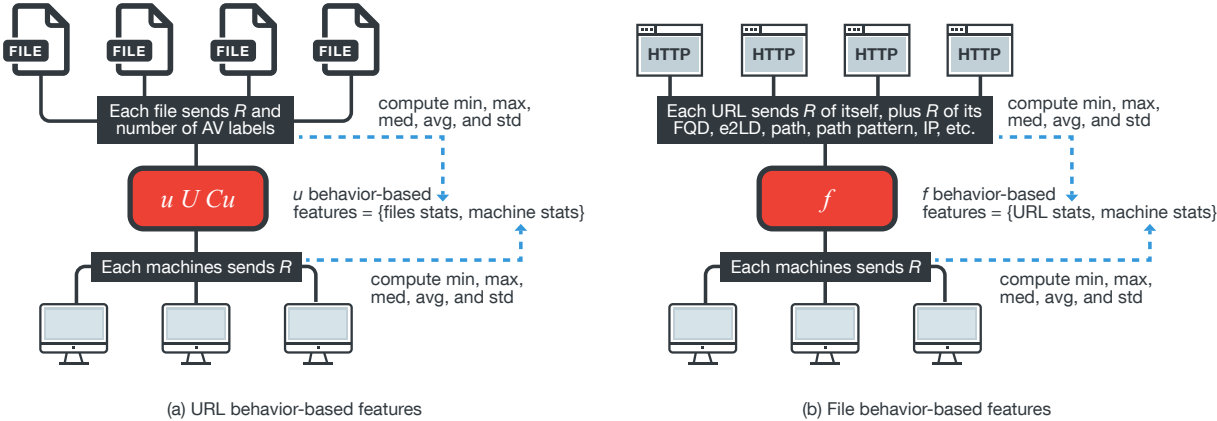 FILE FILE FILE FILE
Each file sends R and
number of AV labels
compute min, max,
med, avg, and std
u U Cu
u behavior-based
features = {files stats, machine stats}
Each machines sends R
compute min, max,
med, avg, and std
(a) URL behavior-based features
HTTP HTTP HTTP HTTP
Each URL sends R of itself, plus R of its
FQD, e2LD, path, path pattern, IP, etc.
compute min, max,
med, avg, and std
f
f behavior-based
features = {URL stats, machine stats}
Each machines sends R
compute min, max,
med, avg, and std
(b) File behavior-based features